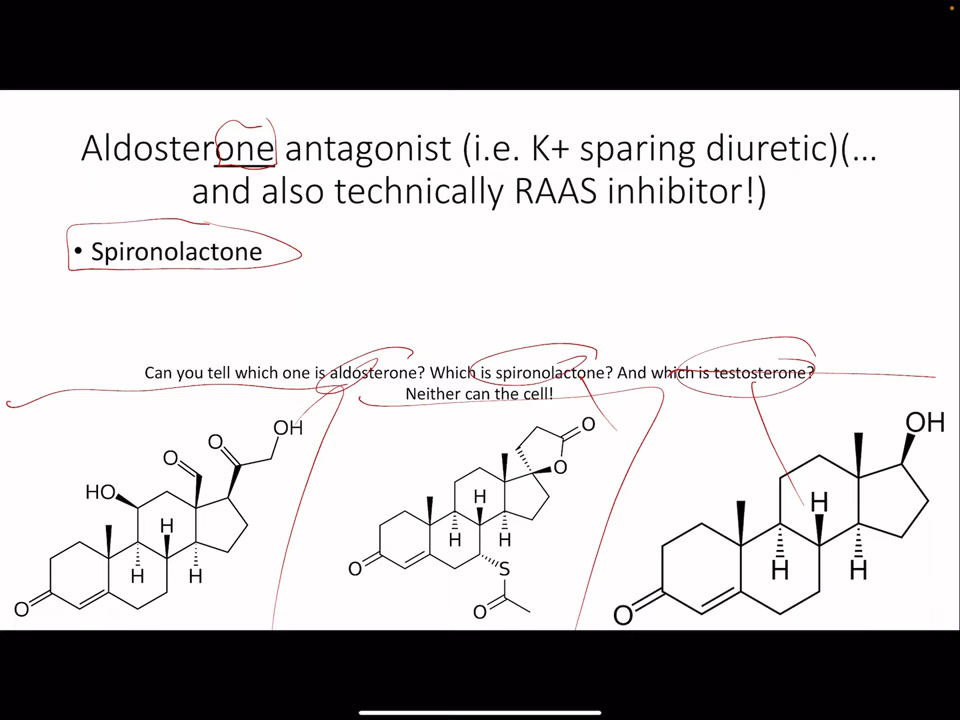 Aldosterone antagonist (i.e. K+ sparing diuretic)(…
and also technically RAAS inhibitor!)
• Spironolactone
Can you tell which one is aldosterone? Which is spironolactone? And which is testosterone?
Neither can the cell!
OH
O
O
HO
H
H
H
O
O
O
H
H
H
O
S
O
OH
H
H
H
O